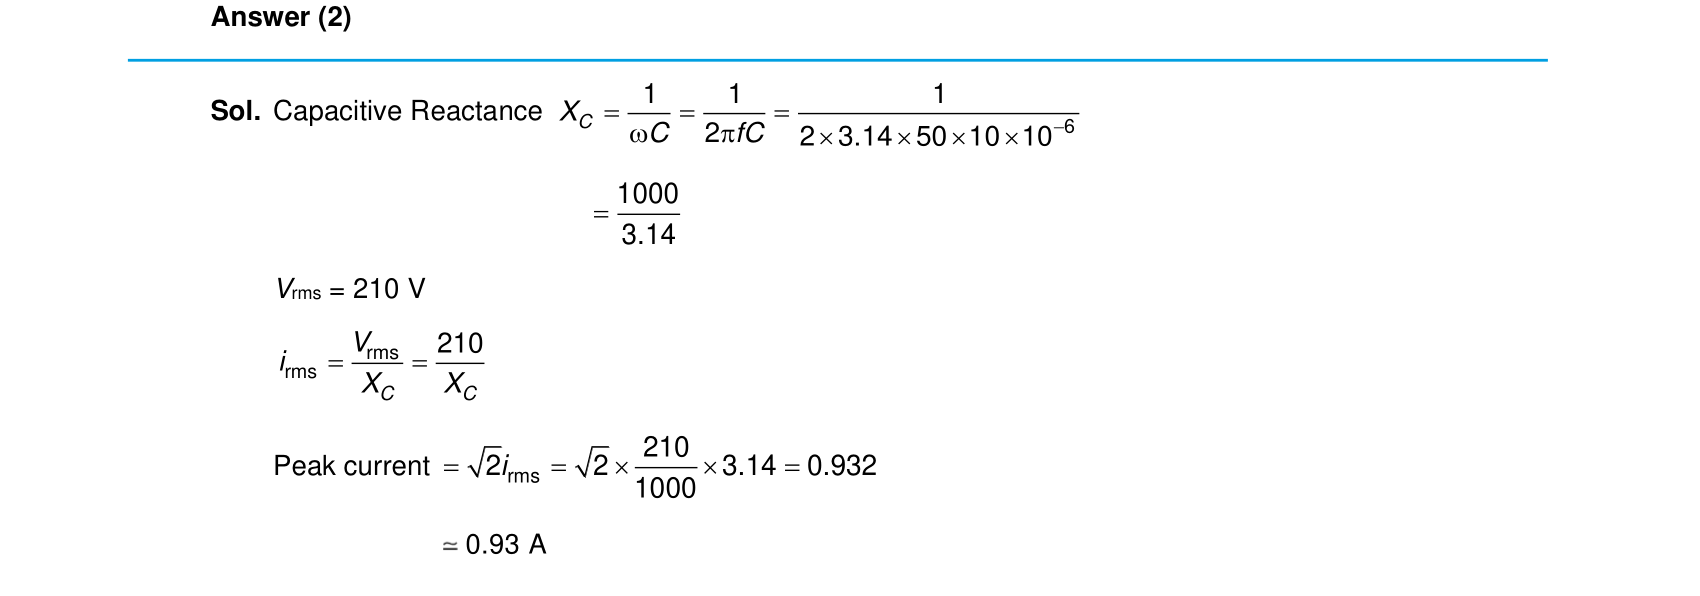 Answer (2)
Sol. Capacitive Reactance X_C = 1/(ωC) = 1/(2πfC) = 1/(2×3.14×50×10×10⁻⁶)
= 1000/3.14
Vrms = 210 V
i_rms = V_rms/X_C = 210/X_C
Peak current = √2 i_rms = √2 × 210/1000 × 3.14 = 0.932
≃ 0.93 A